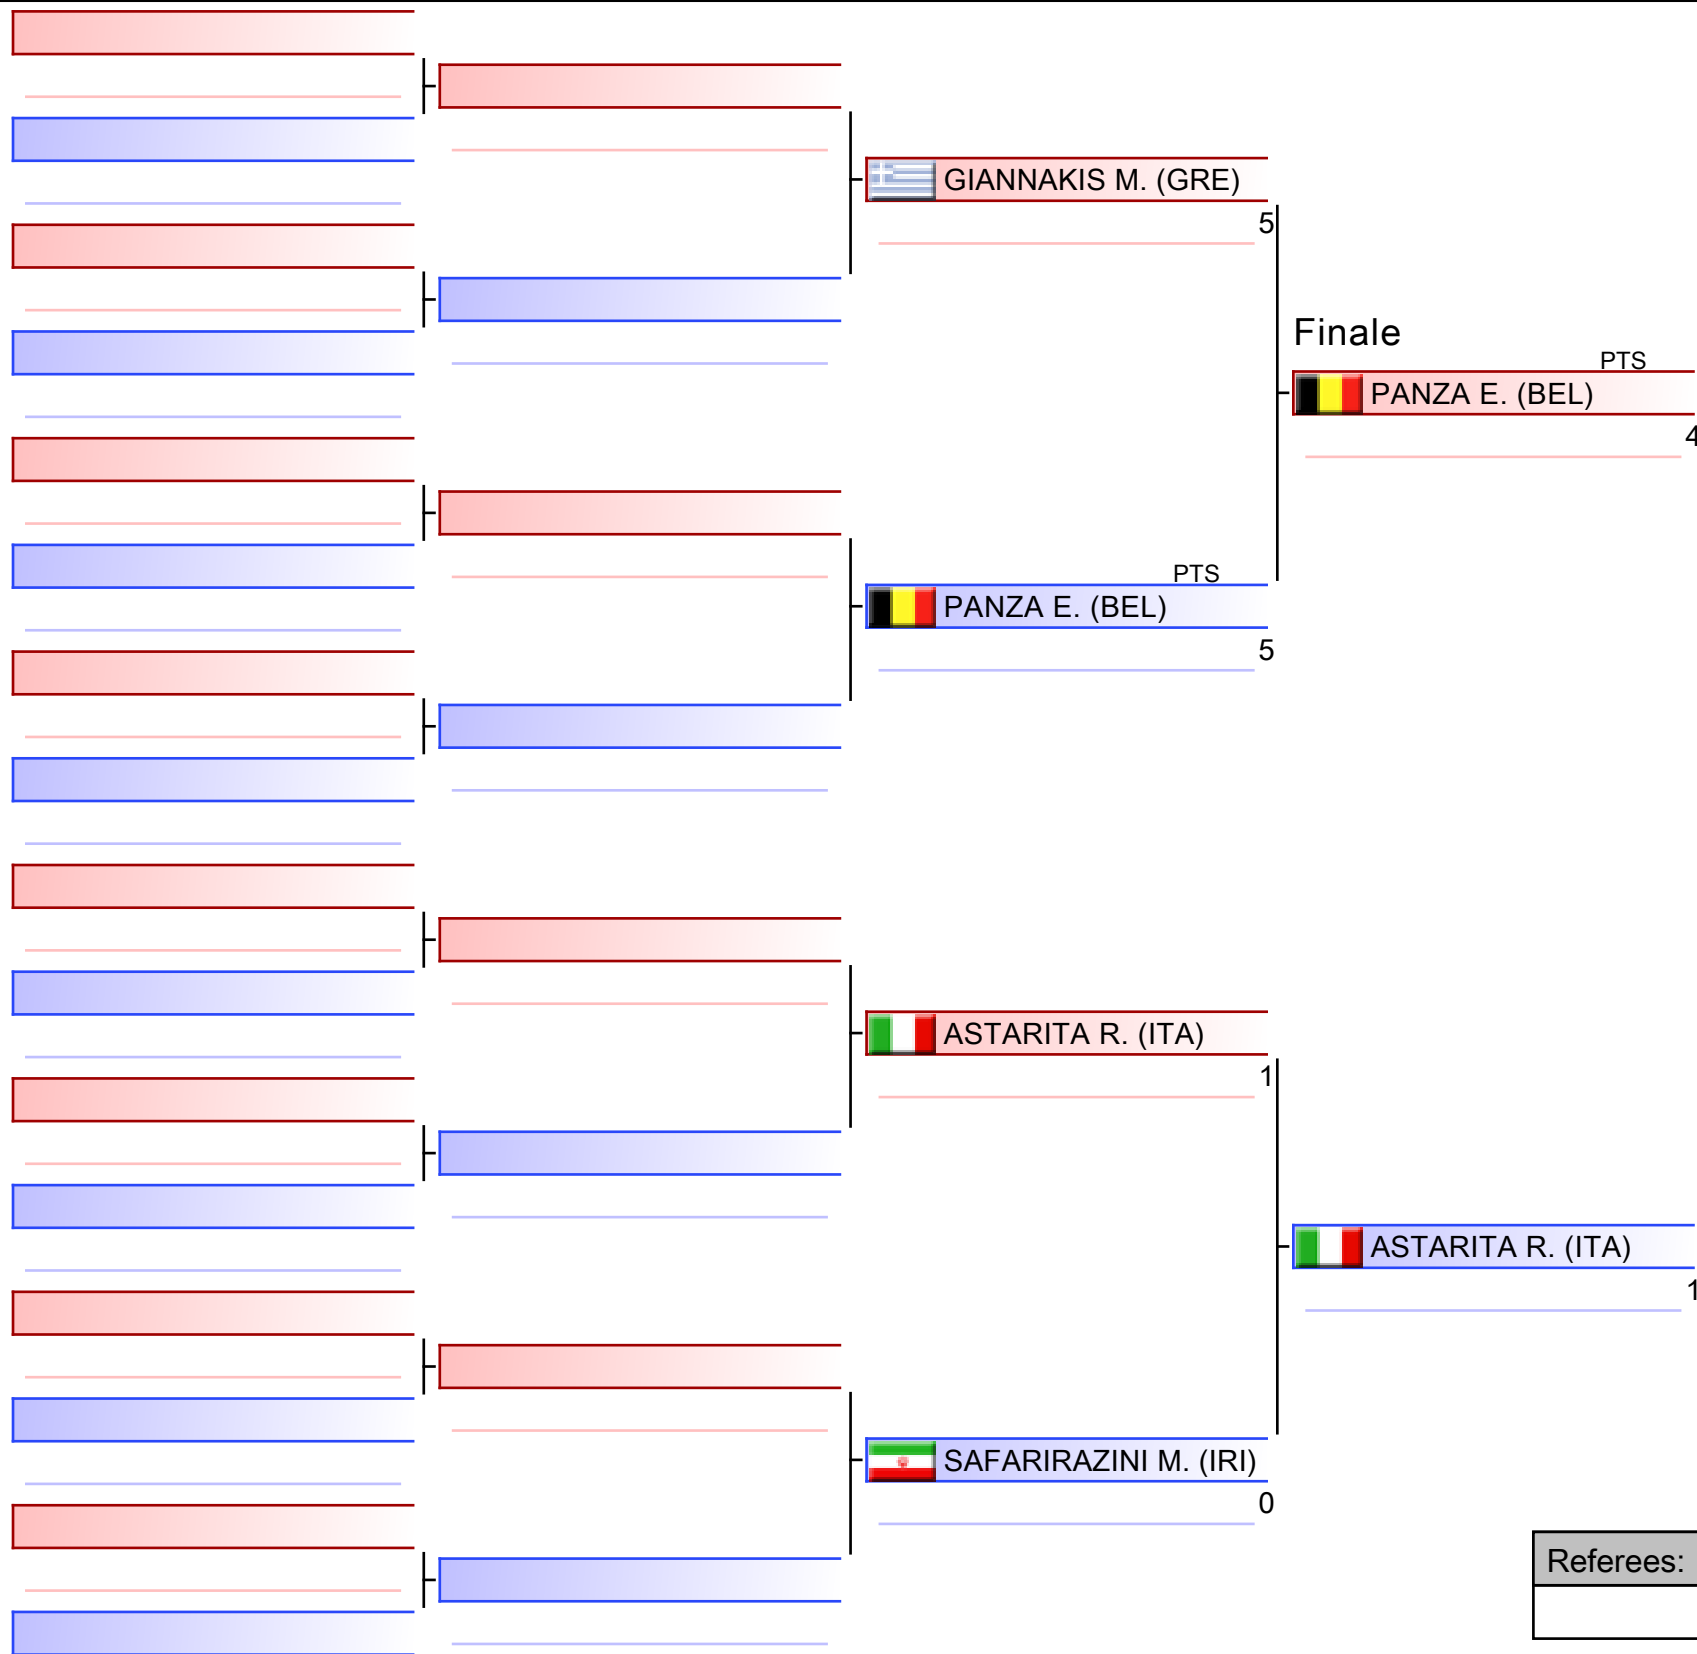 GIANNAKIS M. (GRE)
5
Finale
PTS
PANZA E. (BEL)
4
PTS
PANZA E. (BEL)
5
ASTARITA R. (ITA)
1
ASTARITA R. (ITA)
1
SAFARIRAZINI M. (IRI)
0
Referees: